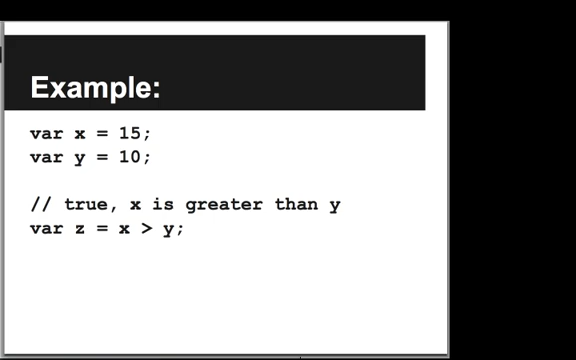 Example:
var x = 15;
var y = 10;
// true, x is greater than y
var z = x > y;